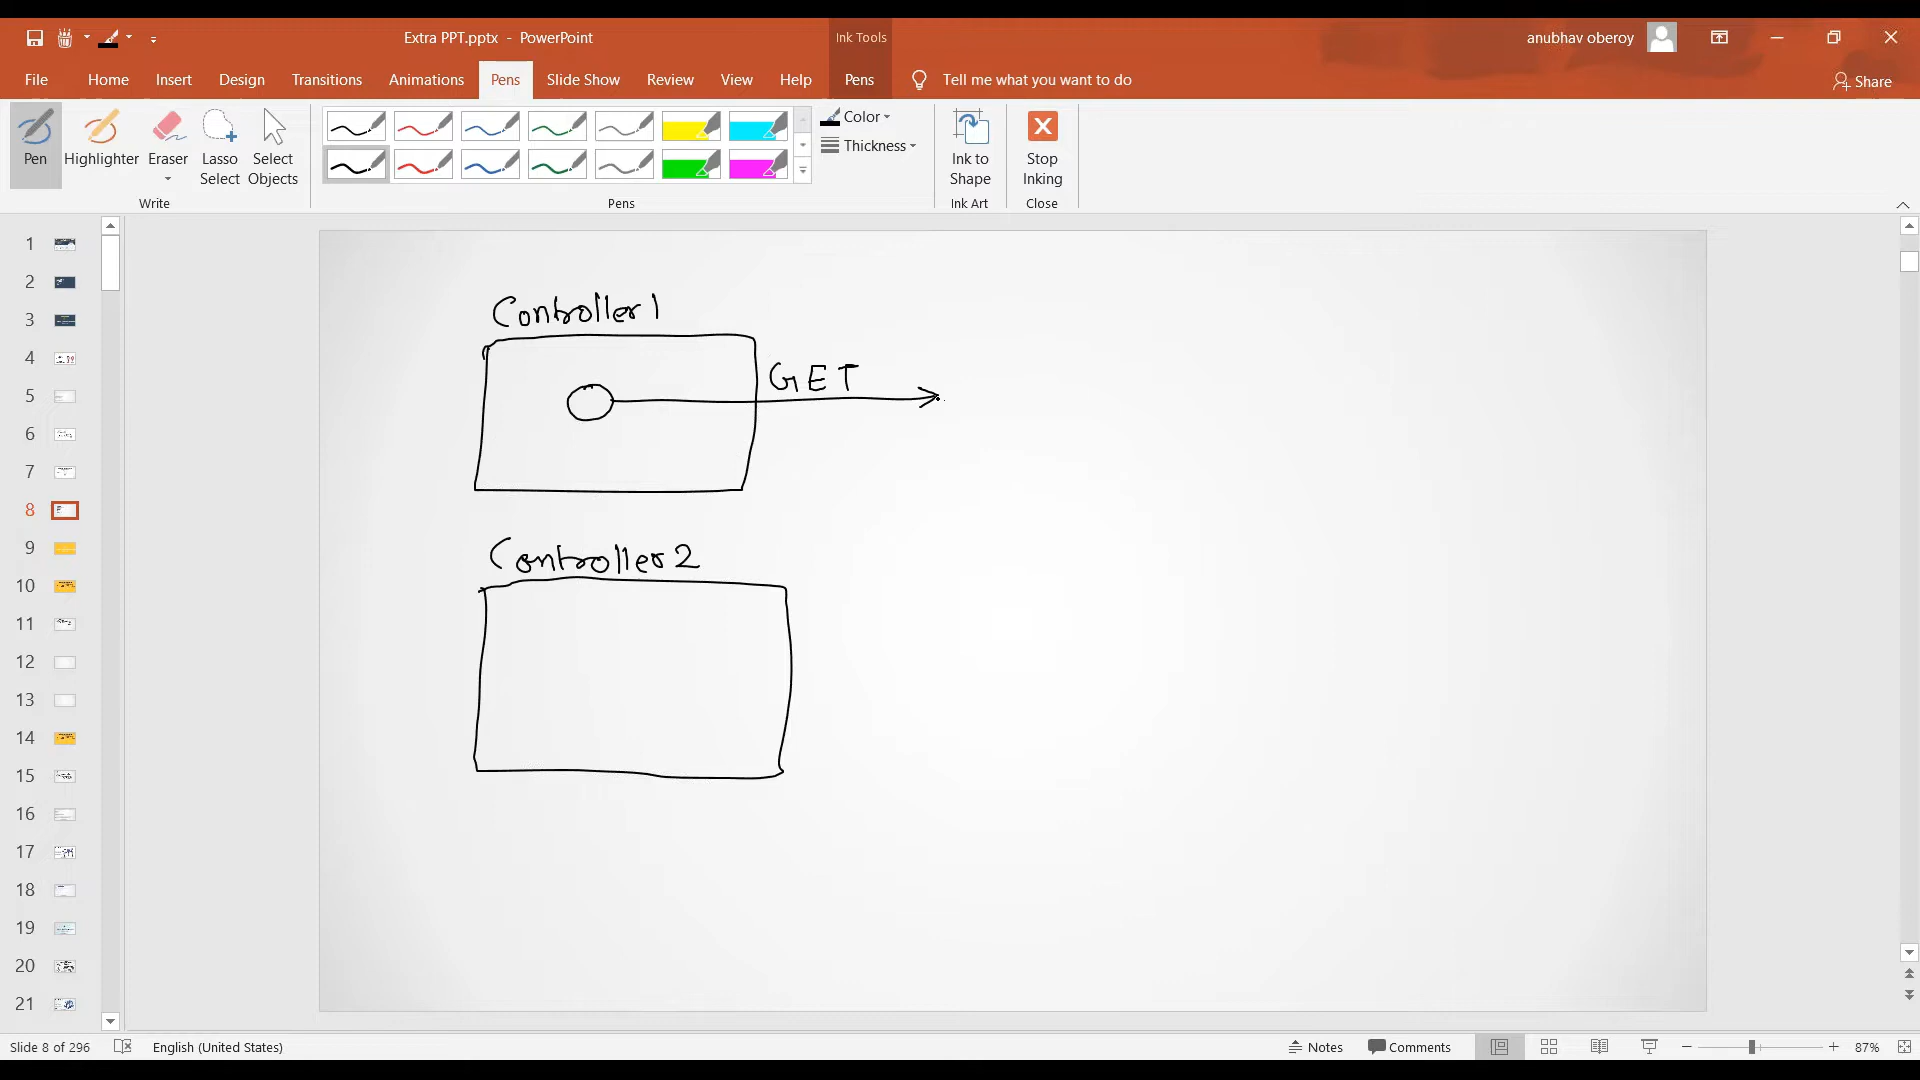 Extra PPT.pptx - PowerPoint
Ink Tools
anubhav oberoy
File Home Insert Design Transitions Animations Pens Slide Show Review View Help Pens Tell me what you want to do Share
Pen
Highlighter
Eraser
Lasso Select
Select Objects
Color
Thickness
Ink to Shape
Stop Inking
Write
Pens
Ink Art
Close
1
2
3
4
5
6
7
8
9
10
11
12
13
14
15
16
17
18
19
20
21
Controller1
GET
Controller2
Slide 8 of 296 English (United States) Notes Comments 87%